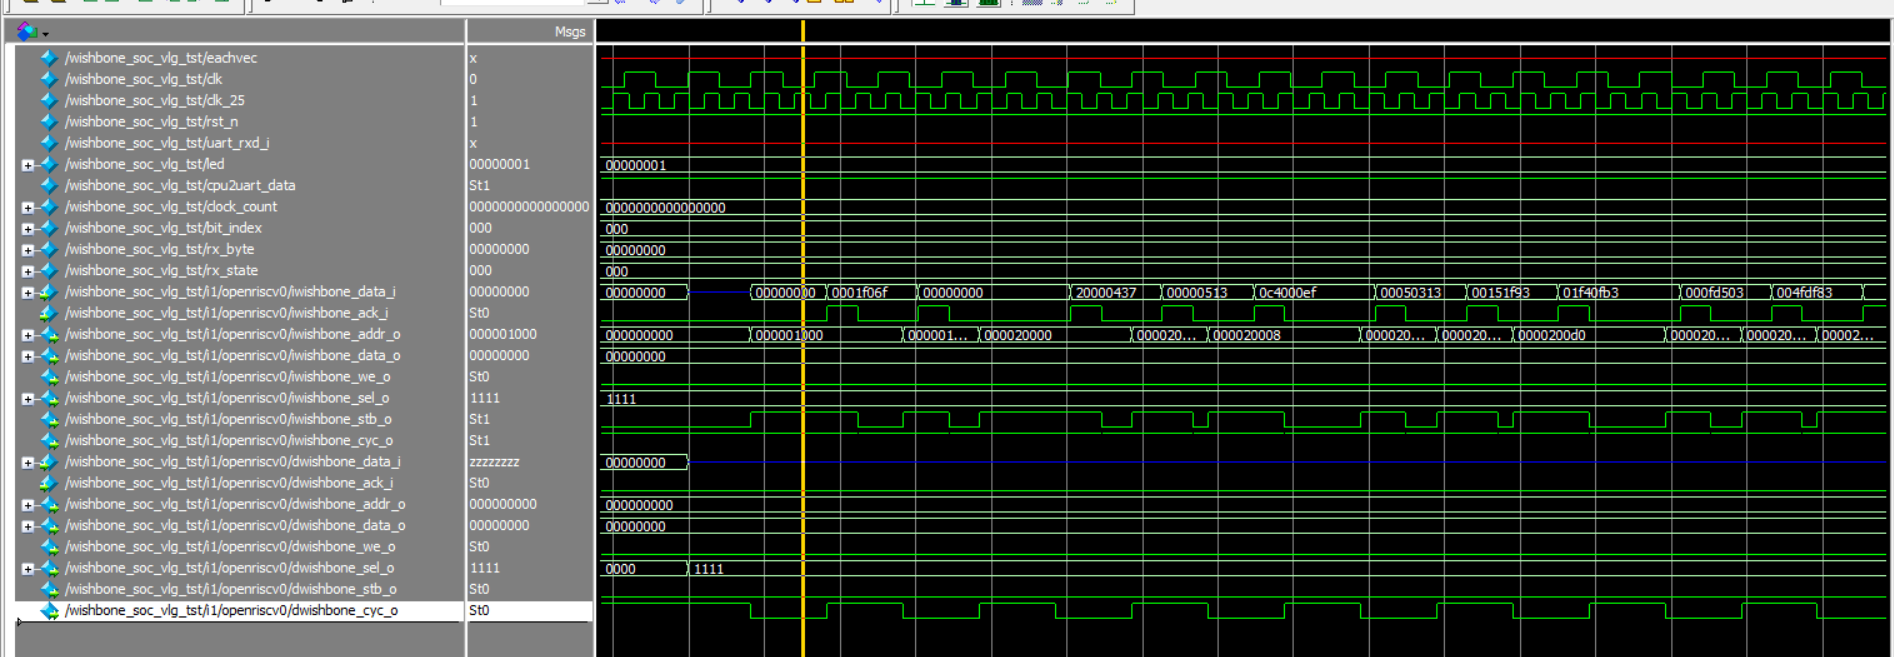 Msgs
/wishbone_soc_vlg_tst/eachvec x
/wishbone_soc_vlg_tst/clk 0
/wishbone_soc_vlg_tst/clk_25 1
/wishbone_soc_vlg_tst/rst_n 1
/wishbone_soc_vlg_tst/uart_rxd_i x
/wishbone_soc_vlg_tst/led 00000001 00000001
/wishbone_soc_vlg_tst/cpu2uart_data St1
/wishbone_soc_vlg_tst/clock_count 0000000000000000 0000000000000000
/wishbone_soc_vlg_tst/bit_index 000 000
/wishbone_soc_vlg_tst/rx_byte 00000000 00000000
/wishbone_soc_vlg_tst/rx_state 000 000
/wishbone_soc_vlg_tst/i1/openriscv0/iwishbone_data_i 00000000 00000000 00000000 0001f06f 00000000 20000437 00000513 0c4000ef 00050313 00151f93 01f40fb3 000fd503 004fdf83
/wishbone_soc_vlg_tst/i1/openriscv0/iwishbone_ack_i St0
/wishbone_soc_vlg_tst/i1/openriscv0/iwishbone_addr_o 000001000 000000000 000001000 000001... 000020000 000020... 000020008 000020... 000020... 0000200d0 000020... 000020... 00002...
/wishbone_soc_vlg_tst/i1/openriscv0/iwishbone_data_o 00000000 00000000
/wishbone_soc_vlg_tst/i1/openriscv0/iwishbone_we_o St0
/wishbone_soc_vlg_tst/i1/openriscv0/iwishbone_sel_o 1111 1111
/wishbone_soc_vlg_tst/i1/openriscv0/iwishbone_stb_o St1
/wishbone_soc_vlg_tst/i1/openriscv0/iwishbone_cyc_o St1
/wishbone_soc_vlg_tst/i1/openriscv0/dwishbone_data_i zzzzzzzz 00000000
/wishbone_soc_vlg_tst/i1/openriscv0/dwishbone_ack_i St0
/wishbone_soc_vlg_tst/i1/openriscv0/dwishbone_addr_o 000000000 000000000
/wishbone_soc_vlg_tst/i1/openriscv0/dwishbone_data_o 00000000 00000000
/wishbone_soc_vlg_tst/i1/openriscv0/dwishbone_we_o St0
/wishbone_soc_vlg_tst/i1/openriscv0/dwishbone_sel_o 1111 0000 1111
/wishbone_soc_vlg_tst/i1/openriscv0/dwishbone_stb_o St0
/wishbone_soc_vlg_tst/i1/openriscv0/dwishbone_cyc_o St0